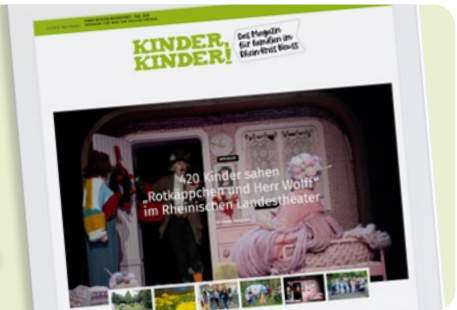 KINDER,
KINDER!
Das Magazin
für Familien im
Rhein-Kreis Neuss
420 Kinder sahen
„Rotkäppchen und Herr Wolff“
im Rheinischen Landestheater